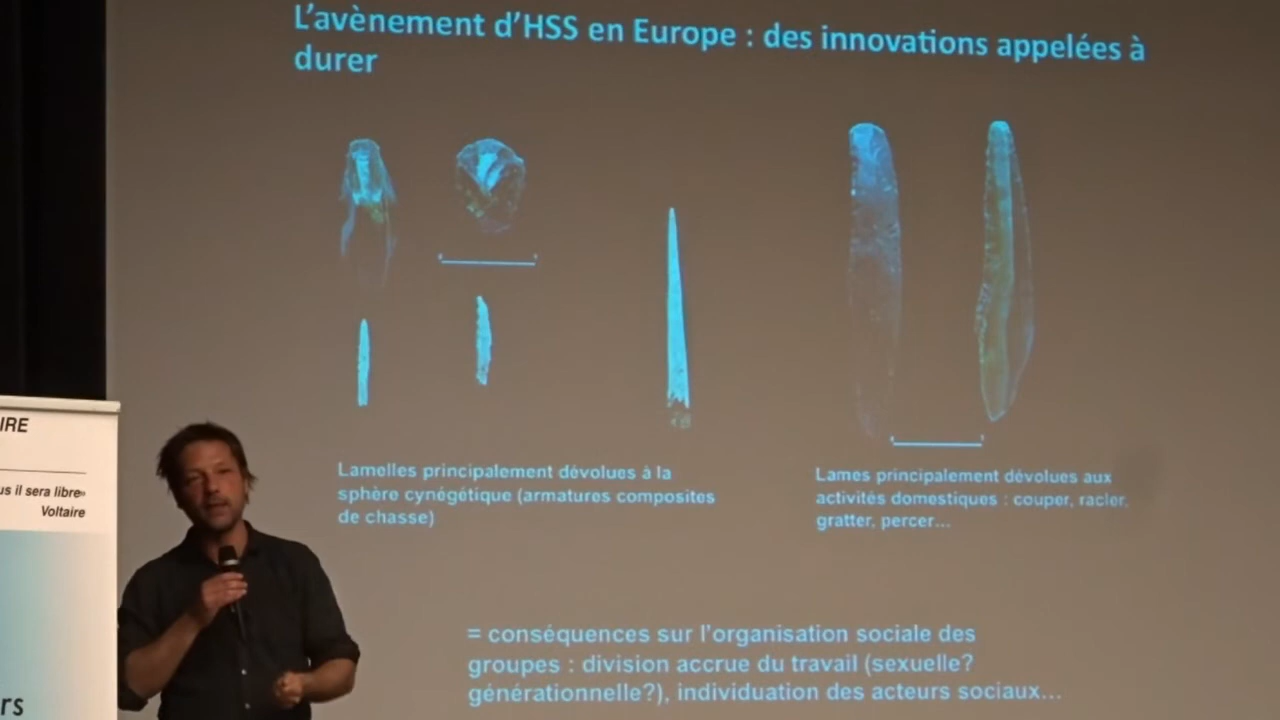 L'avènement d'HSS en Europe : des innovations appelées à
durer
Lamelles principalement dévolues à la
sphère cynégétique (armatures composites
de chasse)
Lames principalement dévolues aux
activités domestiques : couper, racler,
gratter, percer...
= conséquences sur l'organisation sociale des
groupes : division accrue du travail (sexuelle?
générationnelle?), individuation des acteurs sociaux...
IRE
us il sera libre»
Voltaire
rs